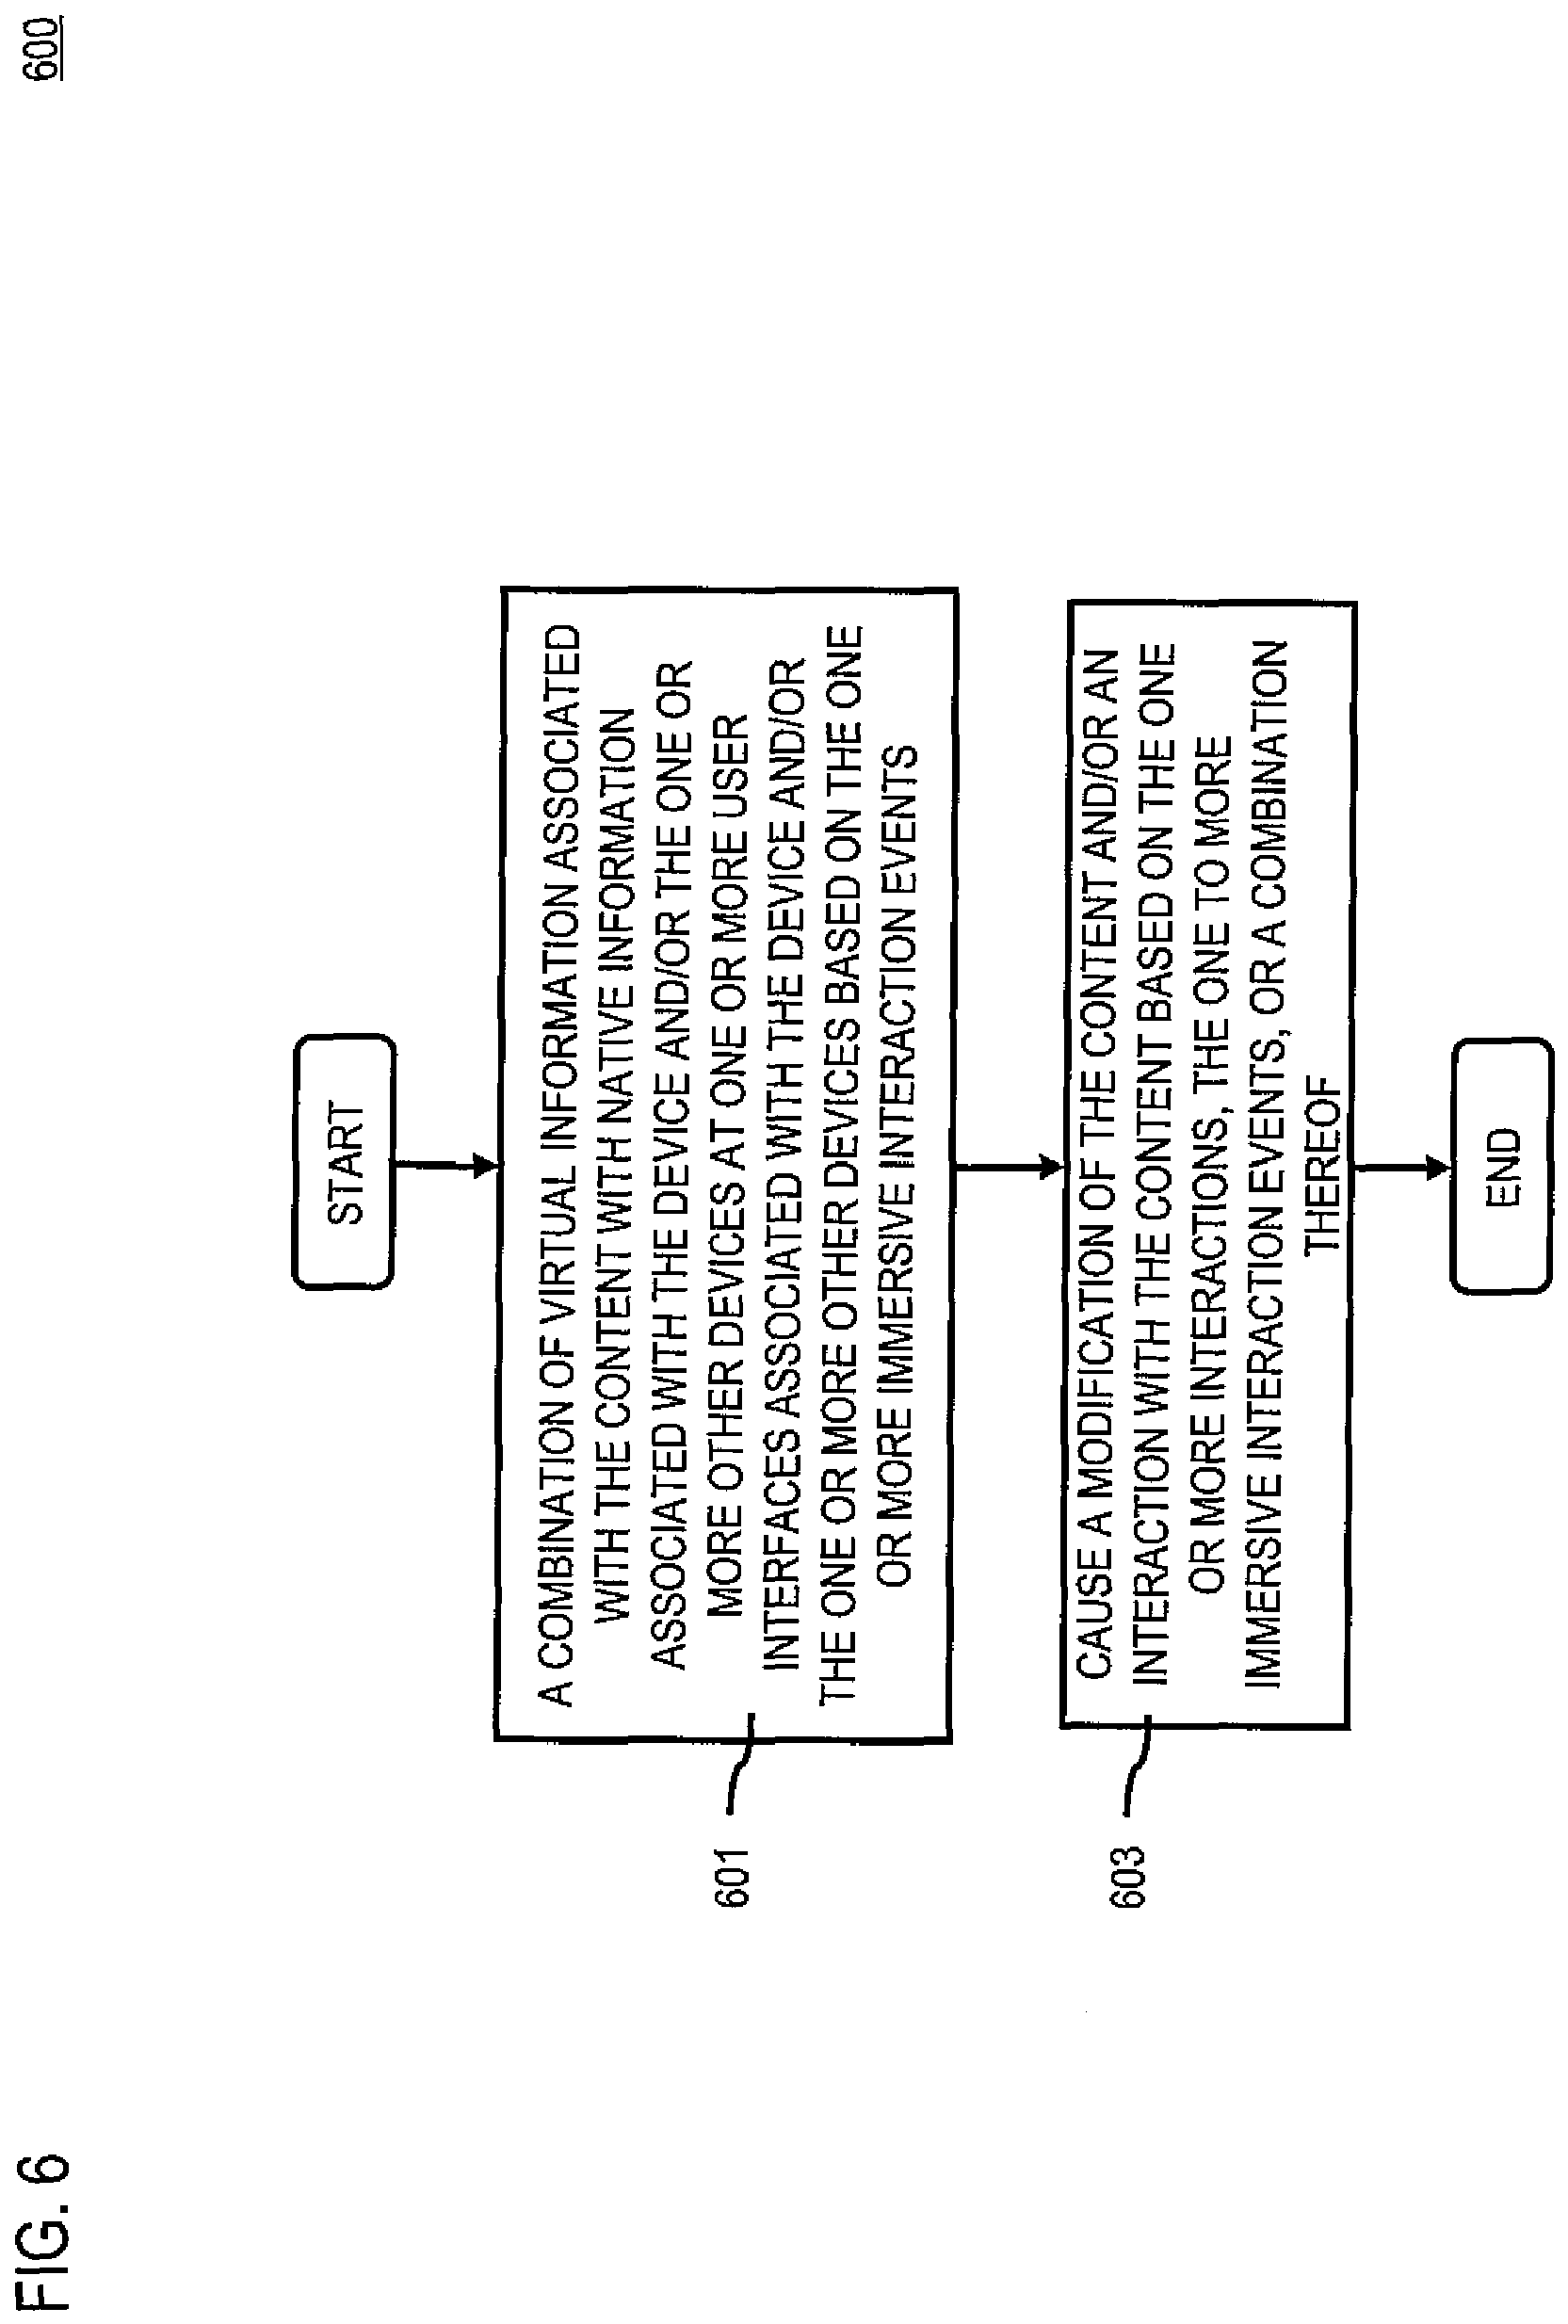 FIG. 6
600
START
A COMBINATION OF VIRTUAL INFORMATION ASSOCIATED
WITH THE CONTENT WITH NATIVE INFORMATION
ASSOCIATED WITH THE DEVICE AND/OR THE ONE OR
MORE OTHER DEVICES AT ONE OR MORE USER
INTERFACES ASSOCIATED WITH THE DEVICE AND/OR
THE ONE OR MORE OTHER DEVICES BASED ON THE ONE
OR MORE IMMERSIVE INTERACTION EVENTS
601
CAUSE A MODIFICATION OF THE CONTENT AND/OR AN
INTERACTION WITH THE CONTENT BASED ON THE ONE
OR MORE INTERACTIONS, THE ONE TO MORE
IMMERSIVE INTERACTION EVENTS, OR A COMBINATION
THEREOF
603
END